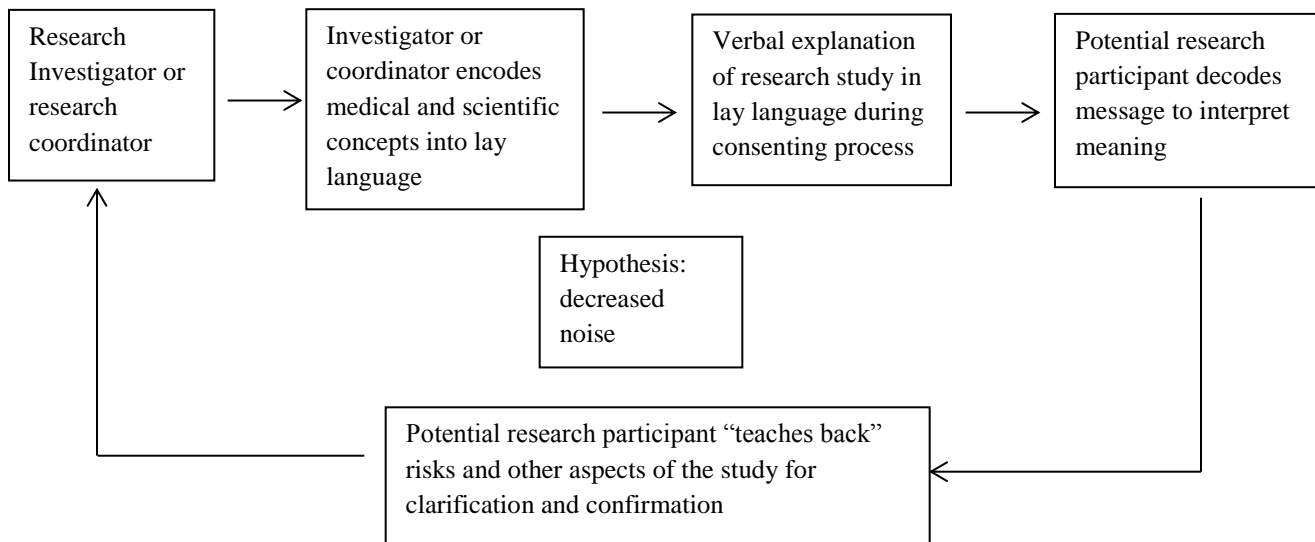 Research
Investigator or
research
coordinator
Investigator or
coordinator encodes
medical and scientific
concepts into lay
language
Verbal explanation
of research study in
lay language during
consenting process
Potential research
participant decodes
message to interpret
meaning
Hypothesis:
decreased
noise
Potential research participant “teaches back”
risks and other aspects of the study for
clarification and confirmation